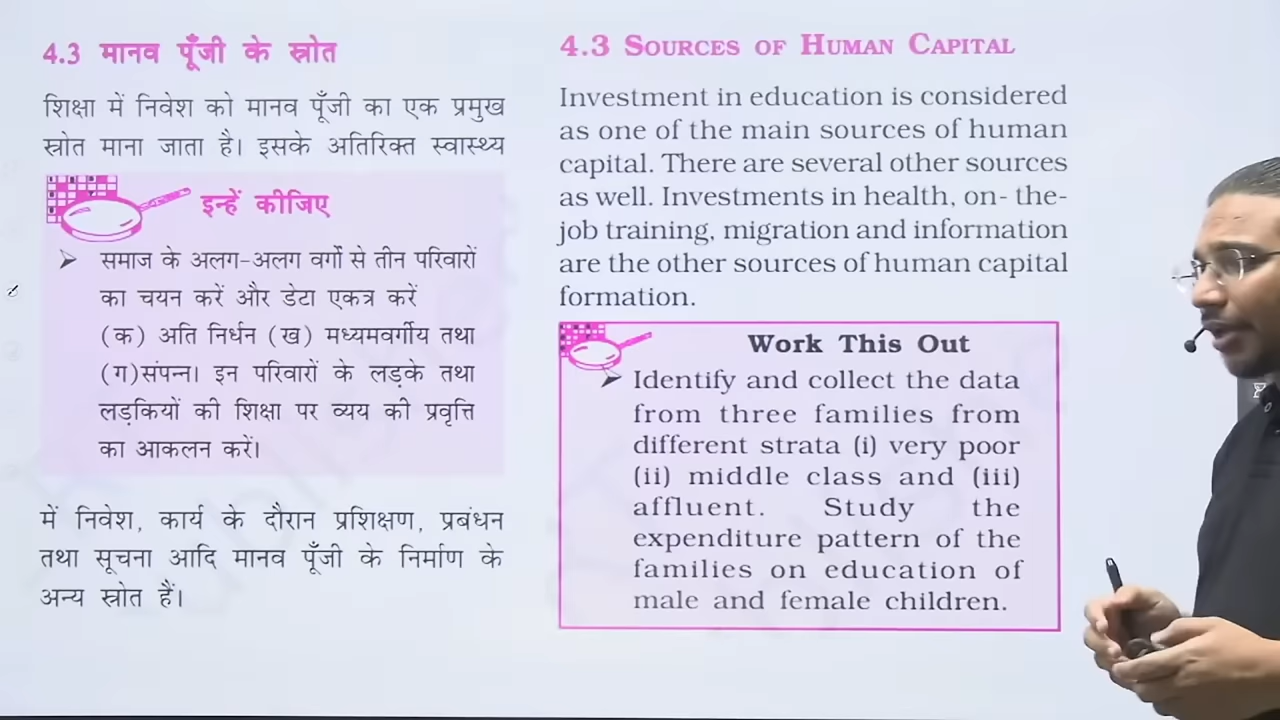 4.3 मानव पूँजी के स्रोत
शिक्षा में निवेश को मानव पूँजी का एक प्रमुख
स्रोत माना जाता है। इसके अतिरिक्त स्वास्थ्य
इन्हें कीजिए
➤ समाज के अलग-अलग वर्गों से तीन परिवारों
का चयन करें और डेटा एकत्र करें
(क) अति निर्धन (ख) मध्यमवर्गीय तथा
(ग)संपन्न। इन परिवारों के लड़के तथा
लड़कियों की शिक्षा पर व्यय की प्रवृत्ति
का आकलन करें।
में निवेश, कार्य के दौरान प्रशिक्षण, प्रबंधन
तथा सूचना आदि मानव पूँजी के निर्माण के
अन्य स्रोत हैं।
4.3 SOURCES OF HUMAN CAPITAL
Investment in education is considered
as one of the main sources of human
capital. There are several other sources
as well. Investments in health, on- the-
job training, migration and information
are the other sources of human capital
formation.
Work This Out
➤ Identify and collect the data
from three families from
different strata (i) very poor
(ii) middle class and (iii)
affluent. Study the
expenditure pattern of the
families on education of
male and female children.